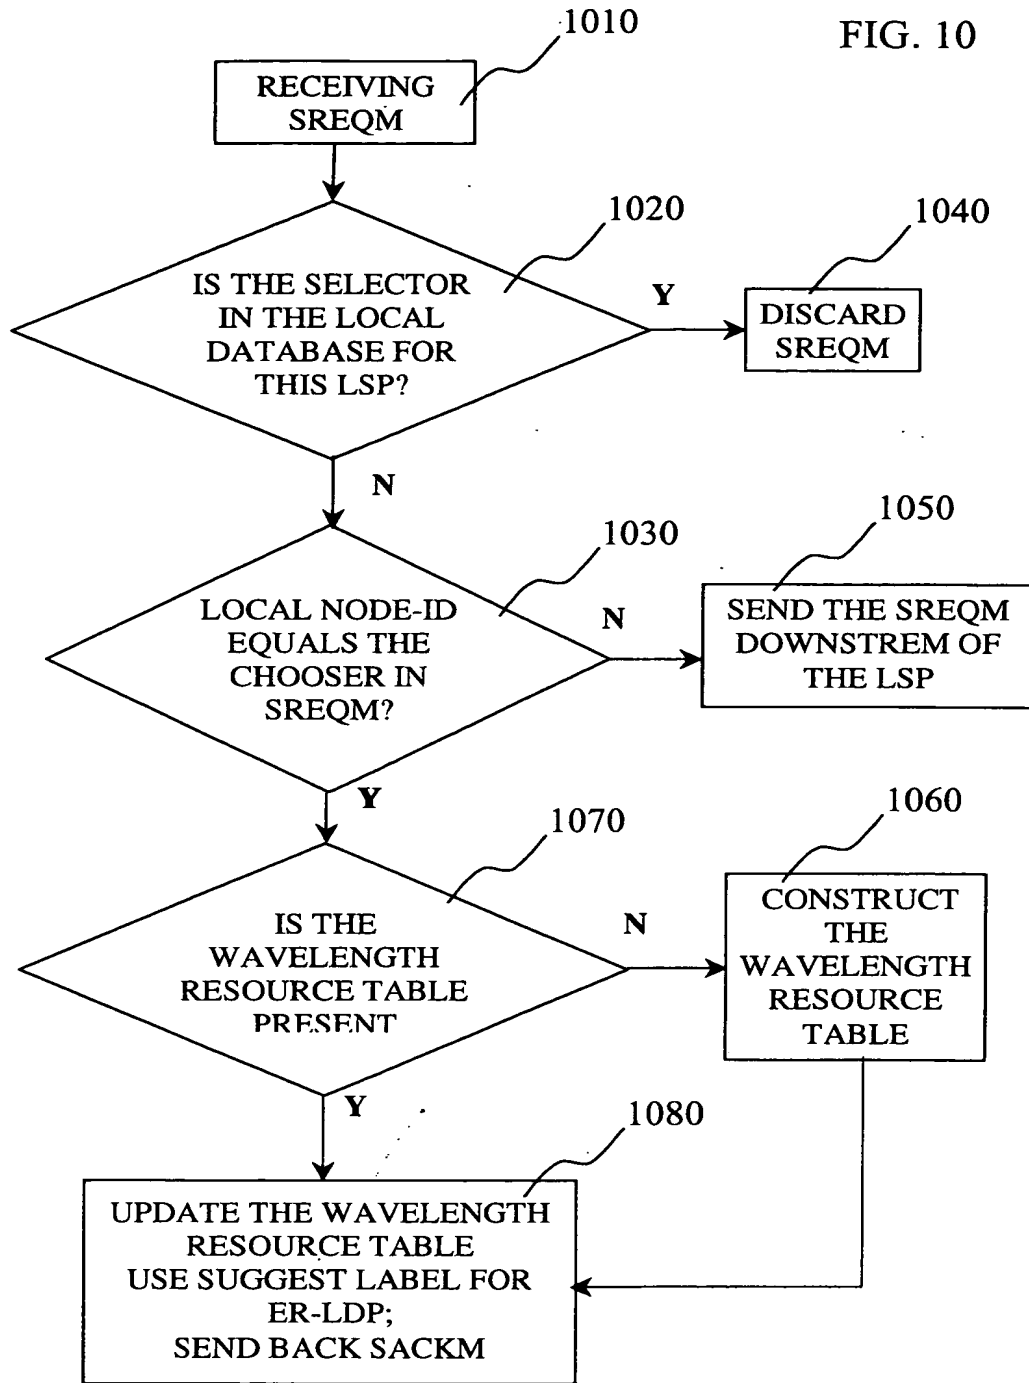 FIG. 10
1010
RECEIVING
SREQM
1020
IS THE SELECTOR
IN THE LOCAL
DATABASE FOR
THIS LSP?
Y
1040
DISCARD
SREQM
N
1030
LOCAL NODE-ID
EQUALS THE
CHOOSER IN
SREQM?
N
1050
SEND THE SREQM
DOWNSTREM OF
THE LSP
Y
1070
IS THE
WAVELENGTH
RESOURCE TABLE
PRESENT
N
1060
CONSTRUCT
THE
WAVELENGTH
RESOURCE
TABLE
Y
1080
UPDATE THE WAVELENGTH
RESOURCE TABLE
USE SUGGEST LABEL FOR
ER-LDP;
SEND BACK SACKM